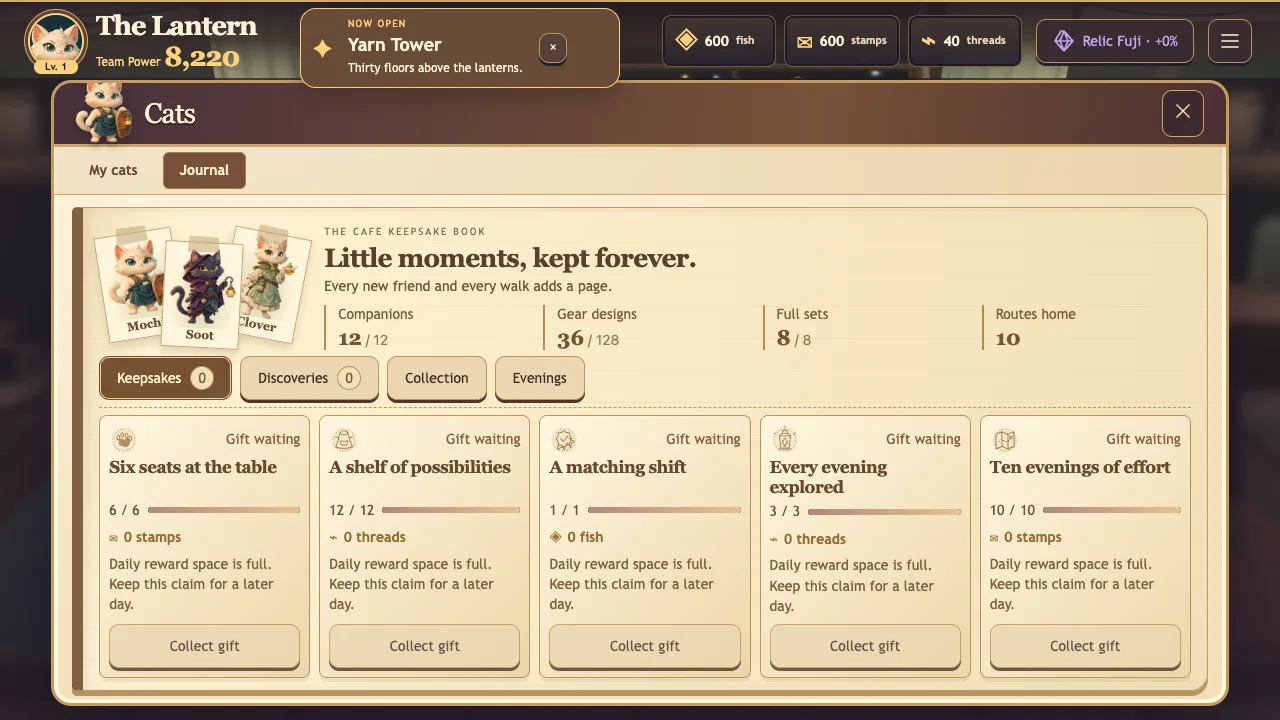 The Lantern
Team Power 8,220
Lv. 1
NOW OPEN
Yarn Tower
Thirty floors above the lanterns.
×
600 fish
600 stamps
40 threads
Relic Fuji · +0%
Cats
My cats
Journal
Moch
Soot
Clover
THE CAFE KEEPSAKE BOOK
Little moments, kept forever.
Every new friend and every walk adds a page.
Companions
12 / 12
Gear designs
36 / 128
Full sets
8 / 8
Routes home
10
Keepsakes 0
Discoveries 0
Collection
Evenings
Gift waiting
Six seats at the table
6 / 6
0 stamps
Daily reward space is full.
Keep this claim for a later
day.
Collect gift
Gift waiting
A shelf of possibilities
12 / 12
0 threads
Daily reward space is full.
Keep this claim for a later
day.
Collect gift
Gift waiting
A matching shift
1 / 1
0 fish
Daily reward space is full.
Keep this claim for a later
day.
Collect gift
Gift waiting
Every evening
explored
3 / 3
0 threads
Daily reward space is full.
Keep this claim for a later
day.
Collect gift
Gift waiting
Ten evenings of effort
10 / 10
0 stamps
Daily reward space is full.
Keep this claim for a later
day.
Collect gift